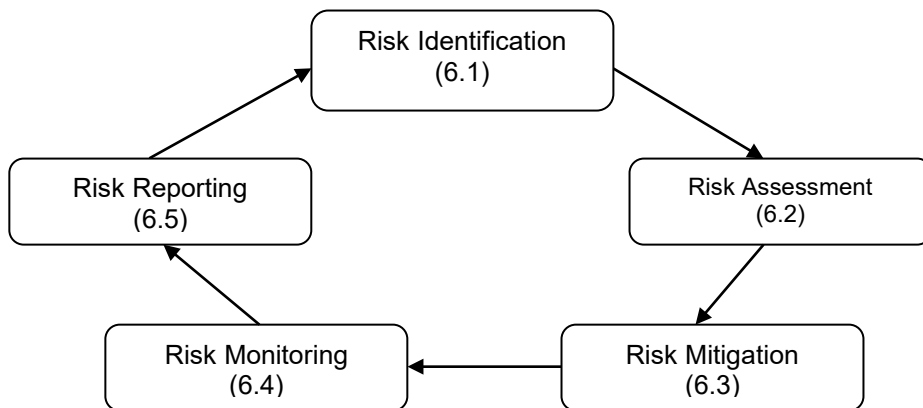 Risk Identification
(6.1)
Risk Reporting
(6.5)
Risk Assessment
(6.2)
Risk Monitoring
(6.4)
Risk Mitigation
(6.3)